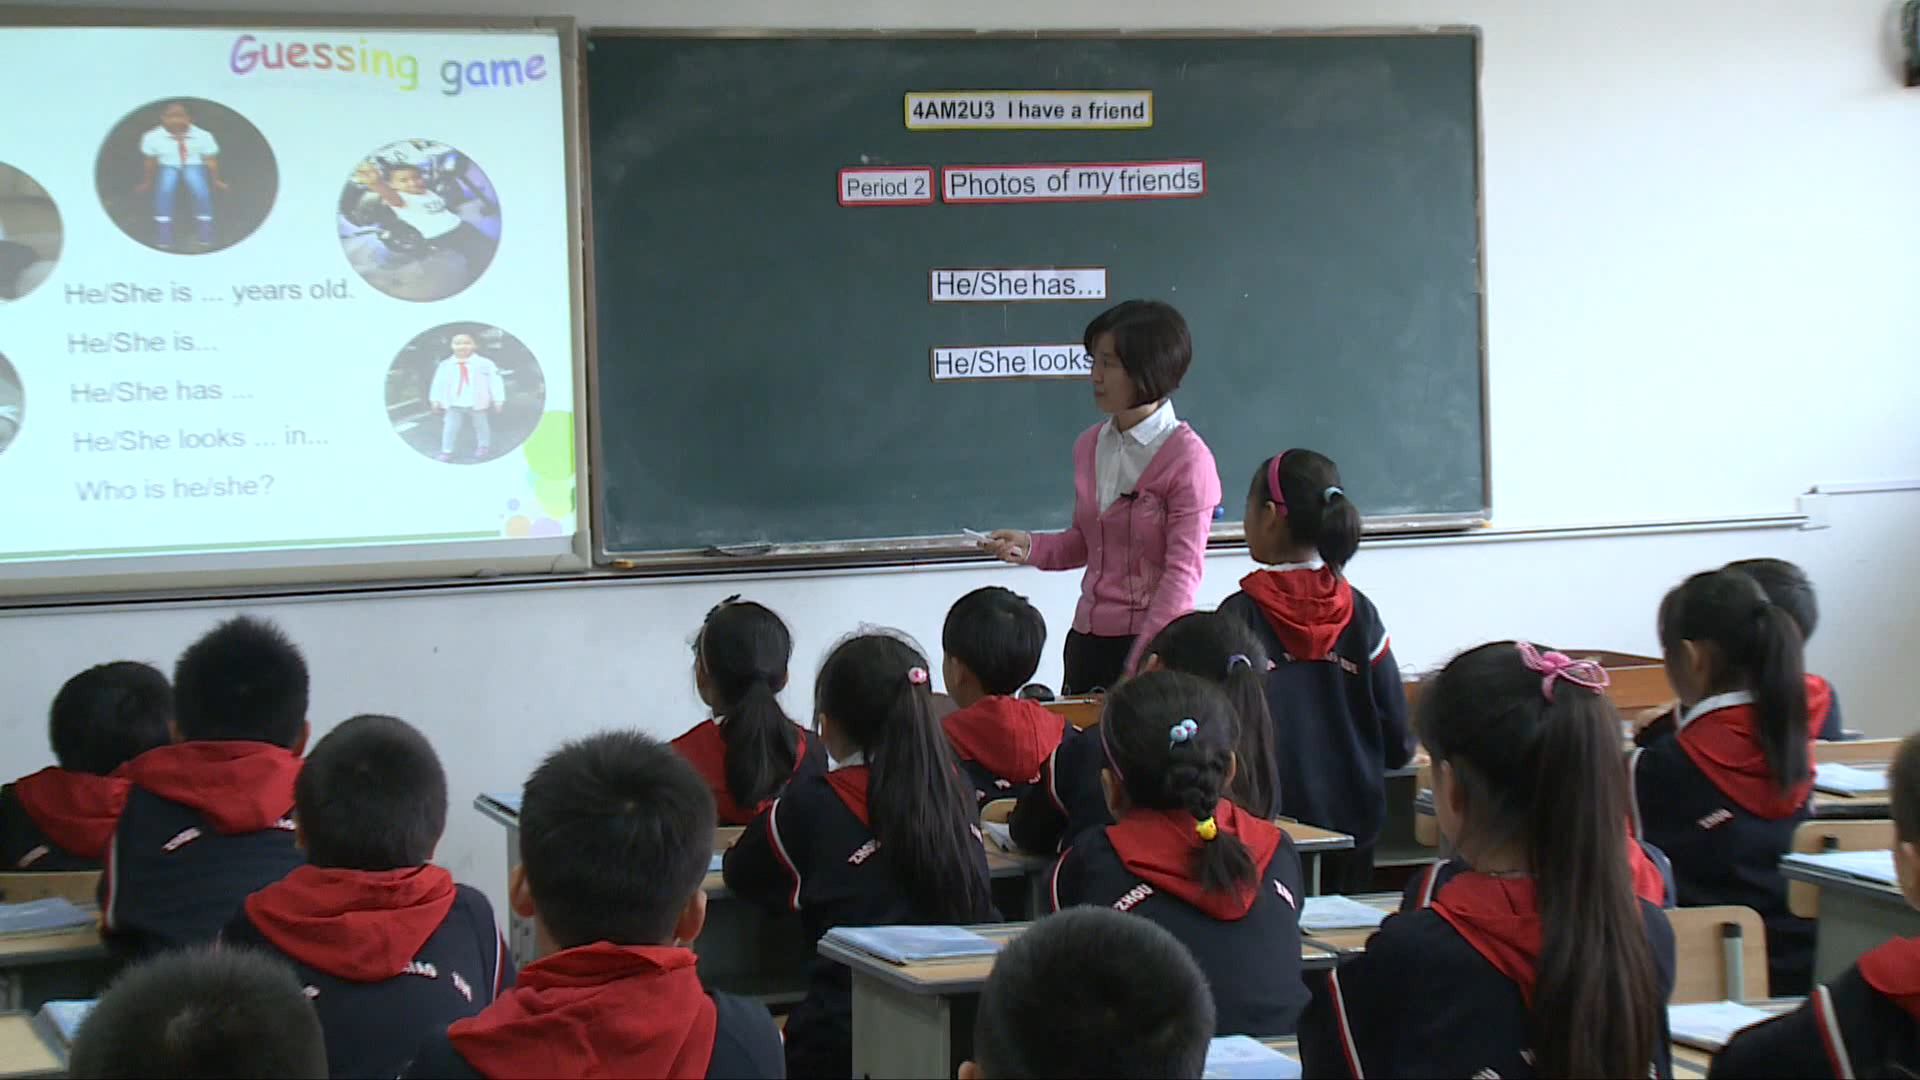 Guessing game
He/She is ... years old.
He/She is...
He/She has ...
He/She looks ... in...
Who is he/she?
4AM2U3 I have a friend
Period 2 Photos of my friends
He/She has...
He/She looks
ZHOU